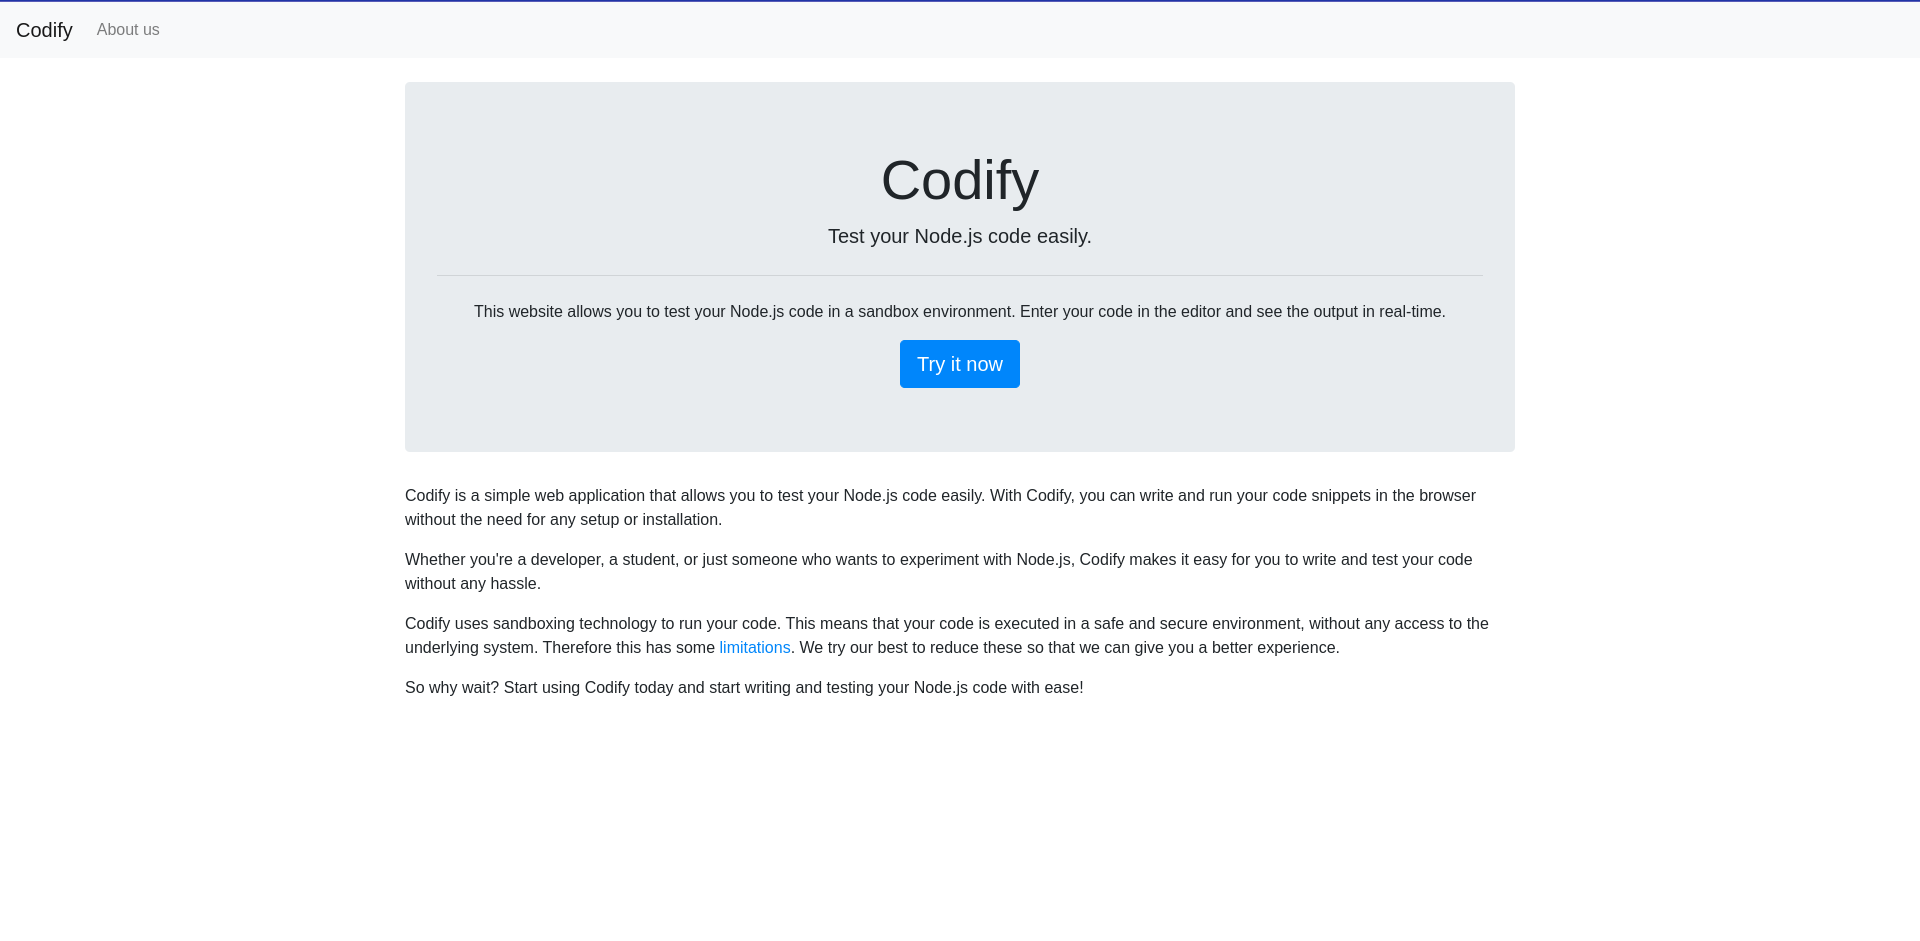 Codify About us
Codify
Test your Node.js code easily.
This website allows you to test your Node.js code in a sandbox environment. Enter your code in the editor and see the output in real-time.
Try it now
Codify is a simple web application that allows you to test your Node.js code easily. With Codify, you can write and run your code snippets in the browser
without the need for any setup or installation.
Whether you're a developer, a student, or just someone who wants to experiment with Node.js, Codify makes it easy for you to write and test your code
without any hassle.
Codify uses sandboxing technology to run your code. This means that your code is executed in a safe and secure environment, without any access to the
underlying system. Therefore this has some limitations. We try our best to reduce these so that we can give you a better experience.
So why wait? Start using Codify today and start writing and testing your Node.js code with ease!